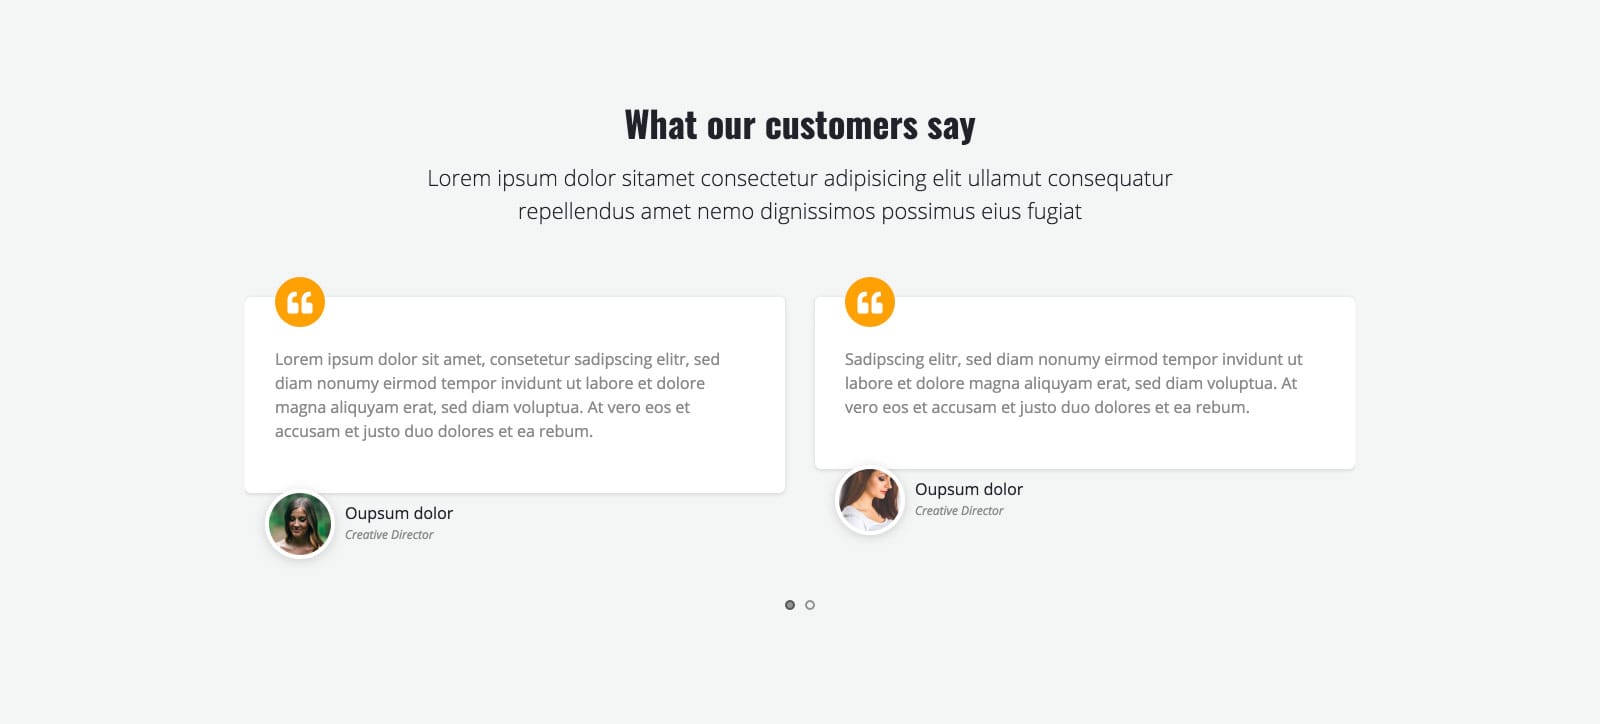 What our customers say
Lorem ipsum dolor sitamet consectetur adipisicing elit ullamut consequatur
repellendus amet nemo dignissimos possimus eius fugiat
Lorem ipsum dolor sit amet, consetetur sadipscing elitr, sed
diam nonumy eirmod tempor invidunt ut labore et dolore
magna aliquyam erat, sed diam voluptua. At vero eos et
accusam et justo duo dolores et ea rebum.
Oupsum dolor
Creative Director
Sadipscing elitr, sed diam nonumy eirmod tempor invidunt ut
labore et dolore magna aliquyam erat, sed diam voluptua. At
vero eos et accusam et justo duo dolores et ea rebum.
Oupsum dolor
Creative Director